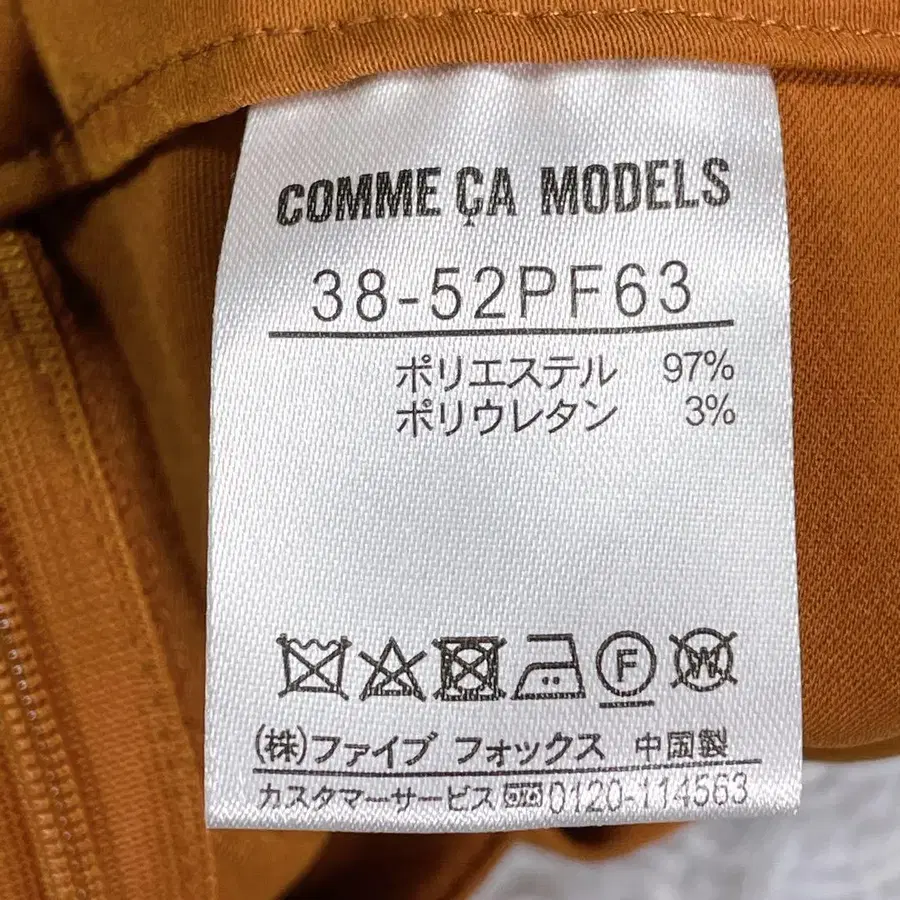 COMME ÇA MODELS
38-52PF63
ポリエステル 97%
ポリウレタン 3%
F W
(株)ファイブ フォックス 中国製
カスタマーサービス 0120-114563